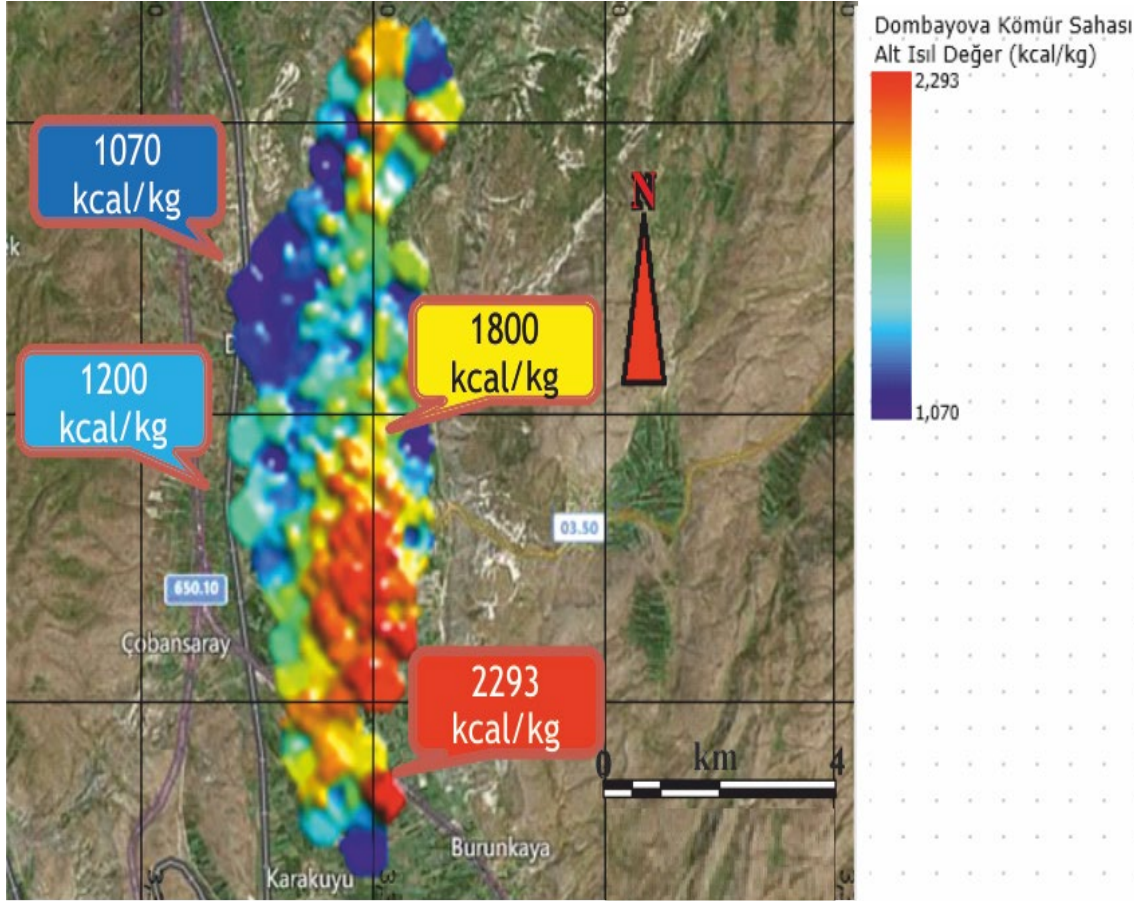 Dombayova Kömür Sahası
Alt Isıl Değer (kcal/kg)
2,293
1,070
1070
kcal/kg
N
1800
kcal/kg
1200
kcal/kg
03.50
650.10
Çobansaray
2293
kcal/kg
0 km 4
Burunkaya
Karakuyu